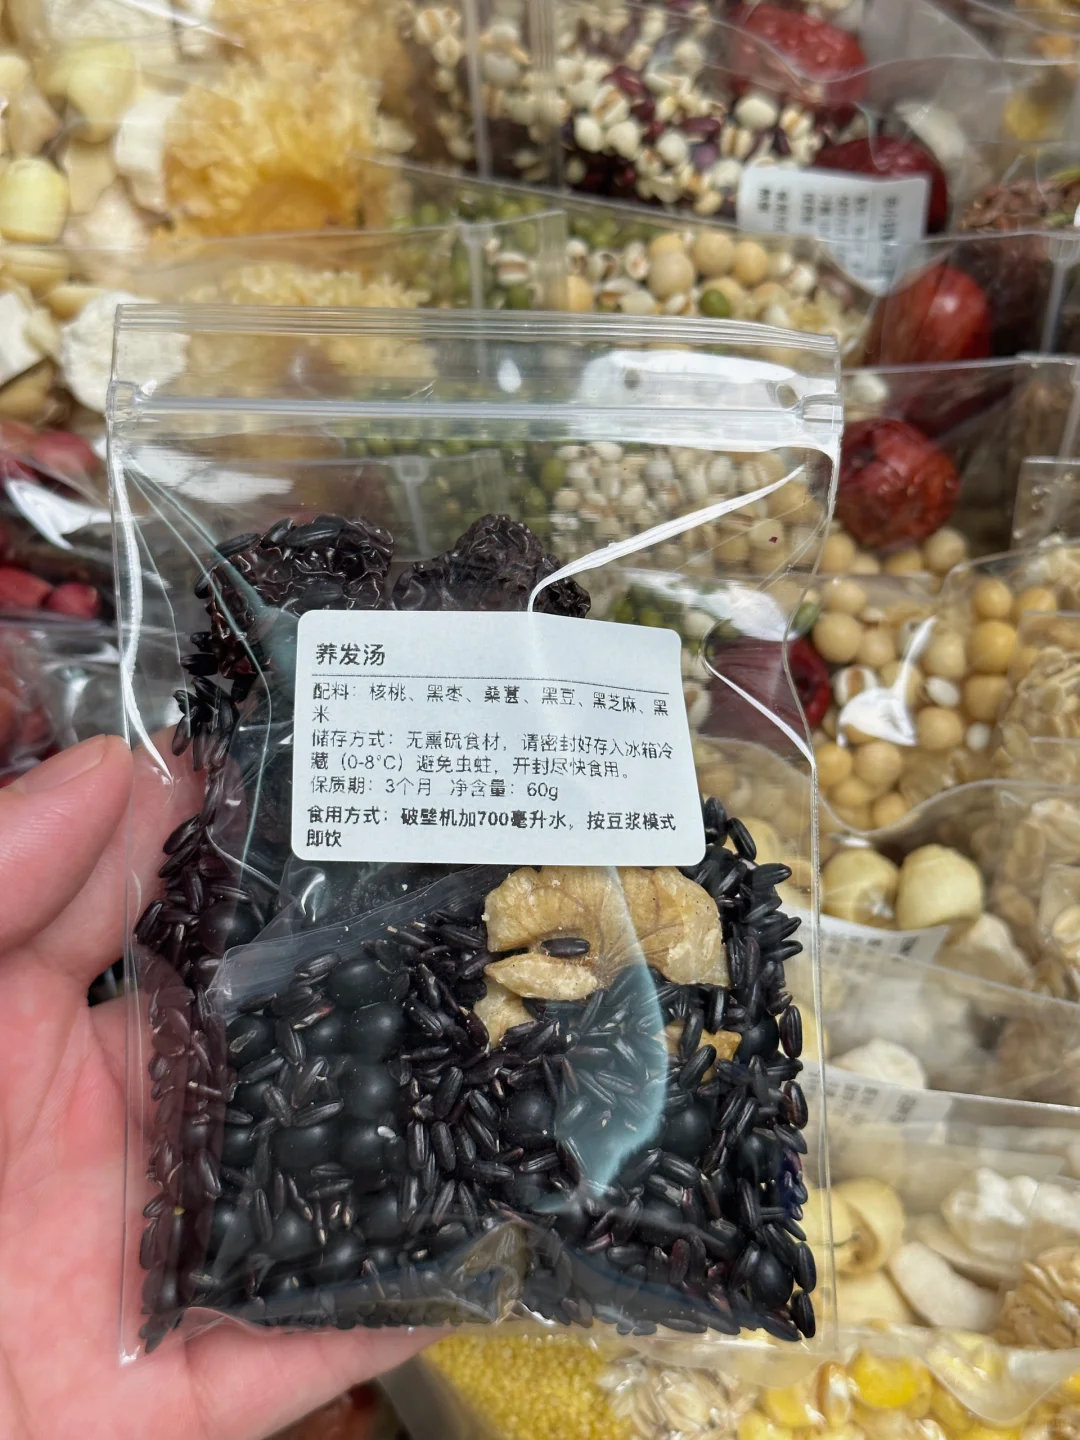 养发汤
配料：核桃、黑枣、桑葚、黑豆、黑芝麻、黑
米
储存方式：无熏硫食材，请密封好存入冰箱冷
藏（0-8°C）避免虫蛀，开封尽快食用。
保质期：3个月 净含量：60g
食用方式：破壁机加700毫升水，按豆浆模式
即饮